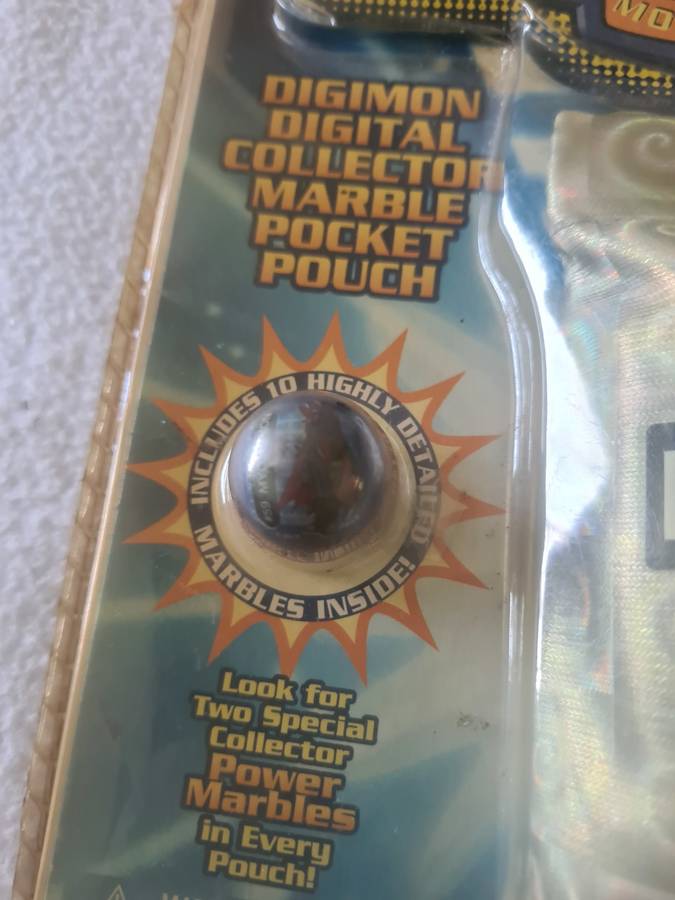 MO
DIGIMON
DIGITAL
COLLECTOR
MARBLE
POCKET
POUCH
INCLUDES 10 HIGHLY DETAILED
MARBLES INSIDE!
Look for
Two Special
Collector
Power
Marbles
in Every
Pouch!